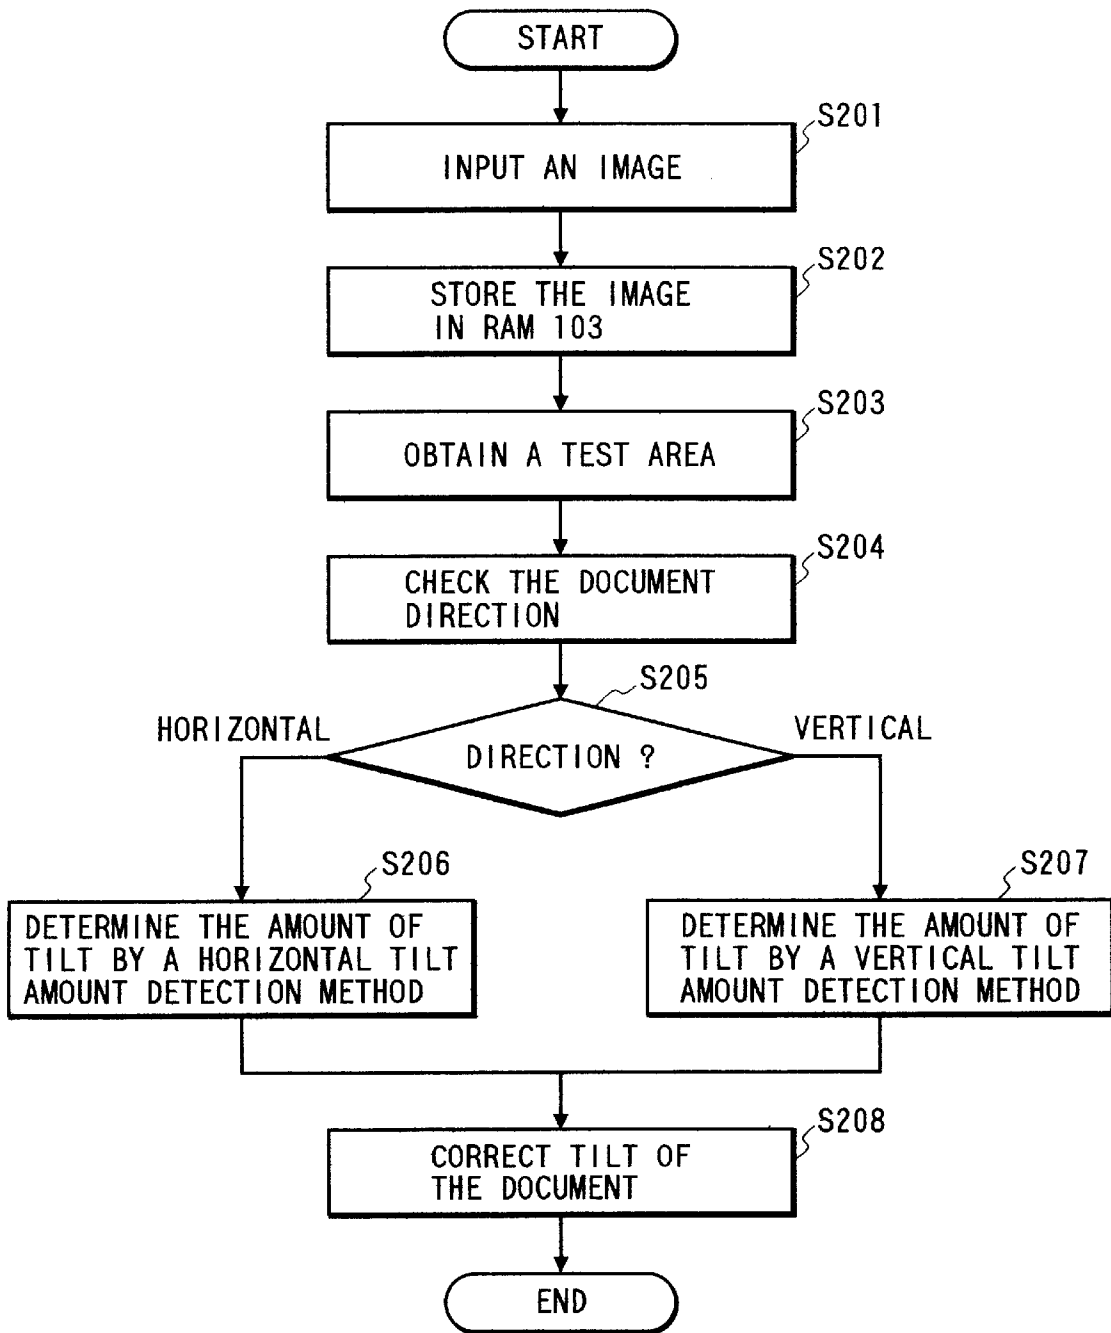 START
S201
INPUT AN IMAGE
S202
STORE THE IMAGE
IN RAM 103
S203
OBTAIN A TEST AREA
S204
CHECK THE DOCUMENT
DIRECTION
S205
HORIZONTAL
DIRECTION ?
VERTICAL
S206
DETERMINE THE AMOUNT OF
TILT BY A HORIZONTAL TILT
AMOUNT DETECTION METHOD
S207
DETERMINE THE AMOUNT OF
TILT BY A VERTICAL TILT
AMOUNT DETECTION METHOD
S208
CORRECT TILT OF
THE DOCUMENT
END